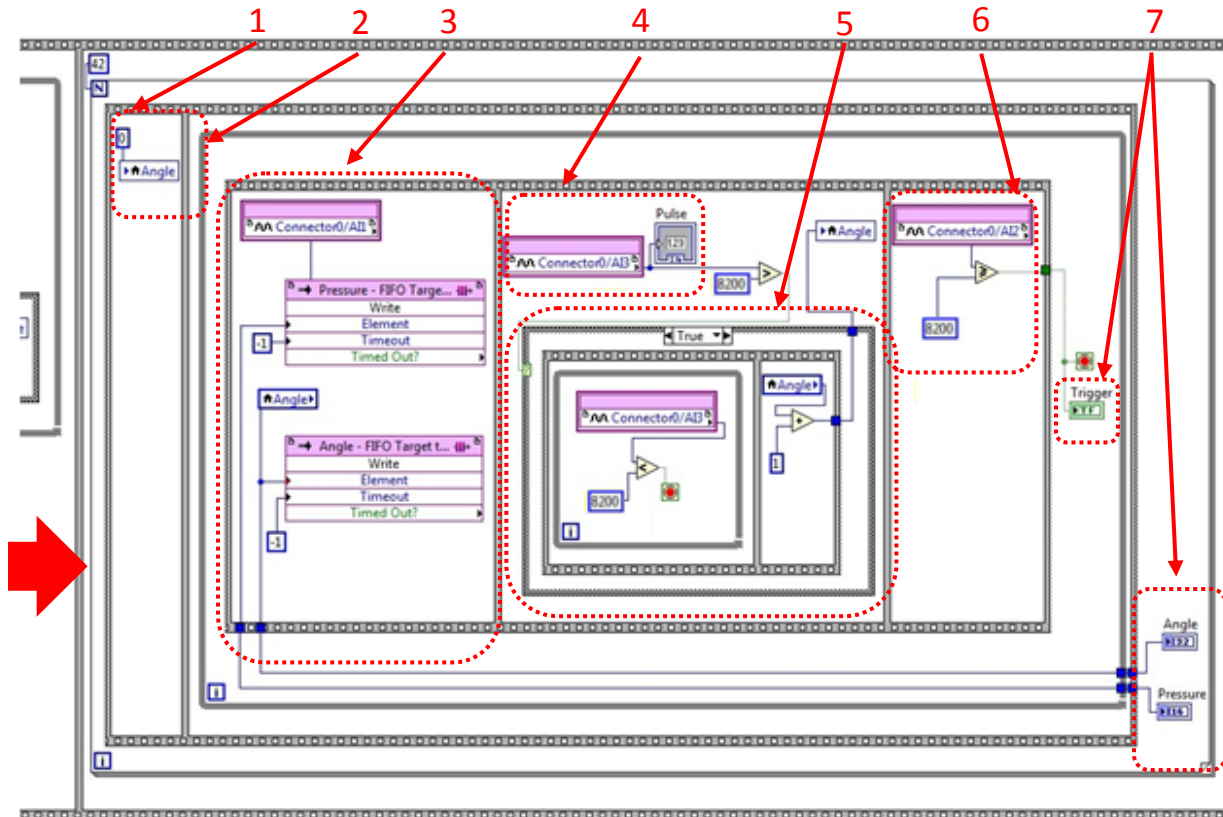 1 2 3 4 5 6 7
42
N
0
Angle
Connector0/AI1
Pressure - FIFO Targe...
Write
Element
Timeout
Timed Out?
-1
Angle
Angle - FIFO Target t...
Write
Element
Timeout
Timed Out?
-1
i
Pulse
123
Connector0/AI3
8200
>
Angle
True
Connector0/AI3
<
8200
i
Angle
+
1
Connector0/AI2
8200
Trigger
TF
Angle
I32
Pressure
I16
i